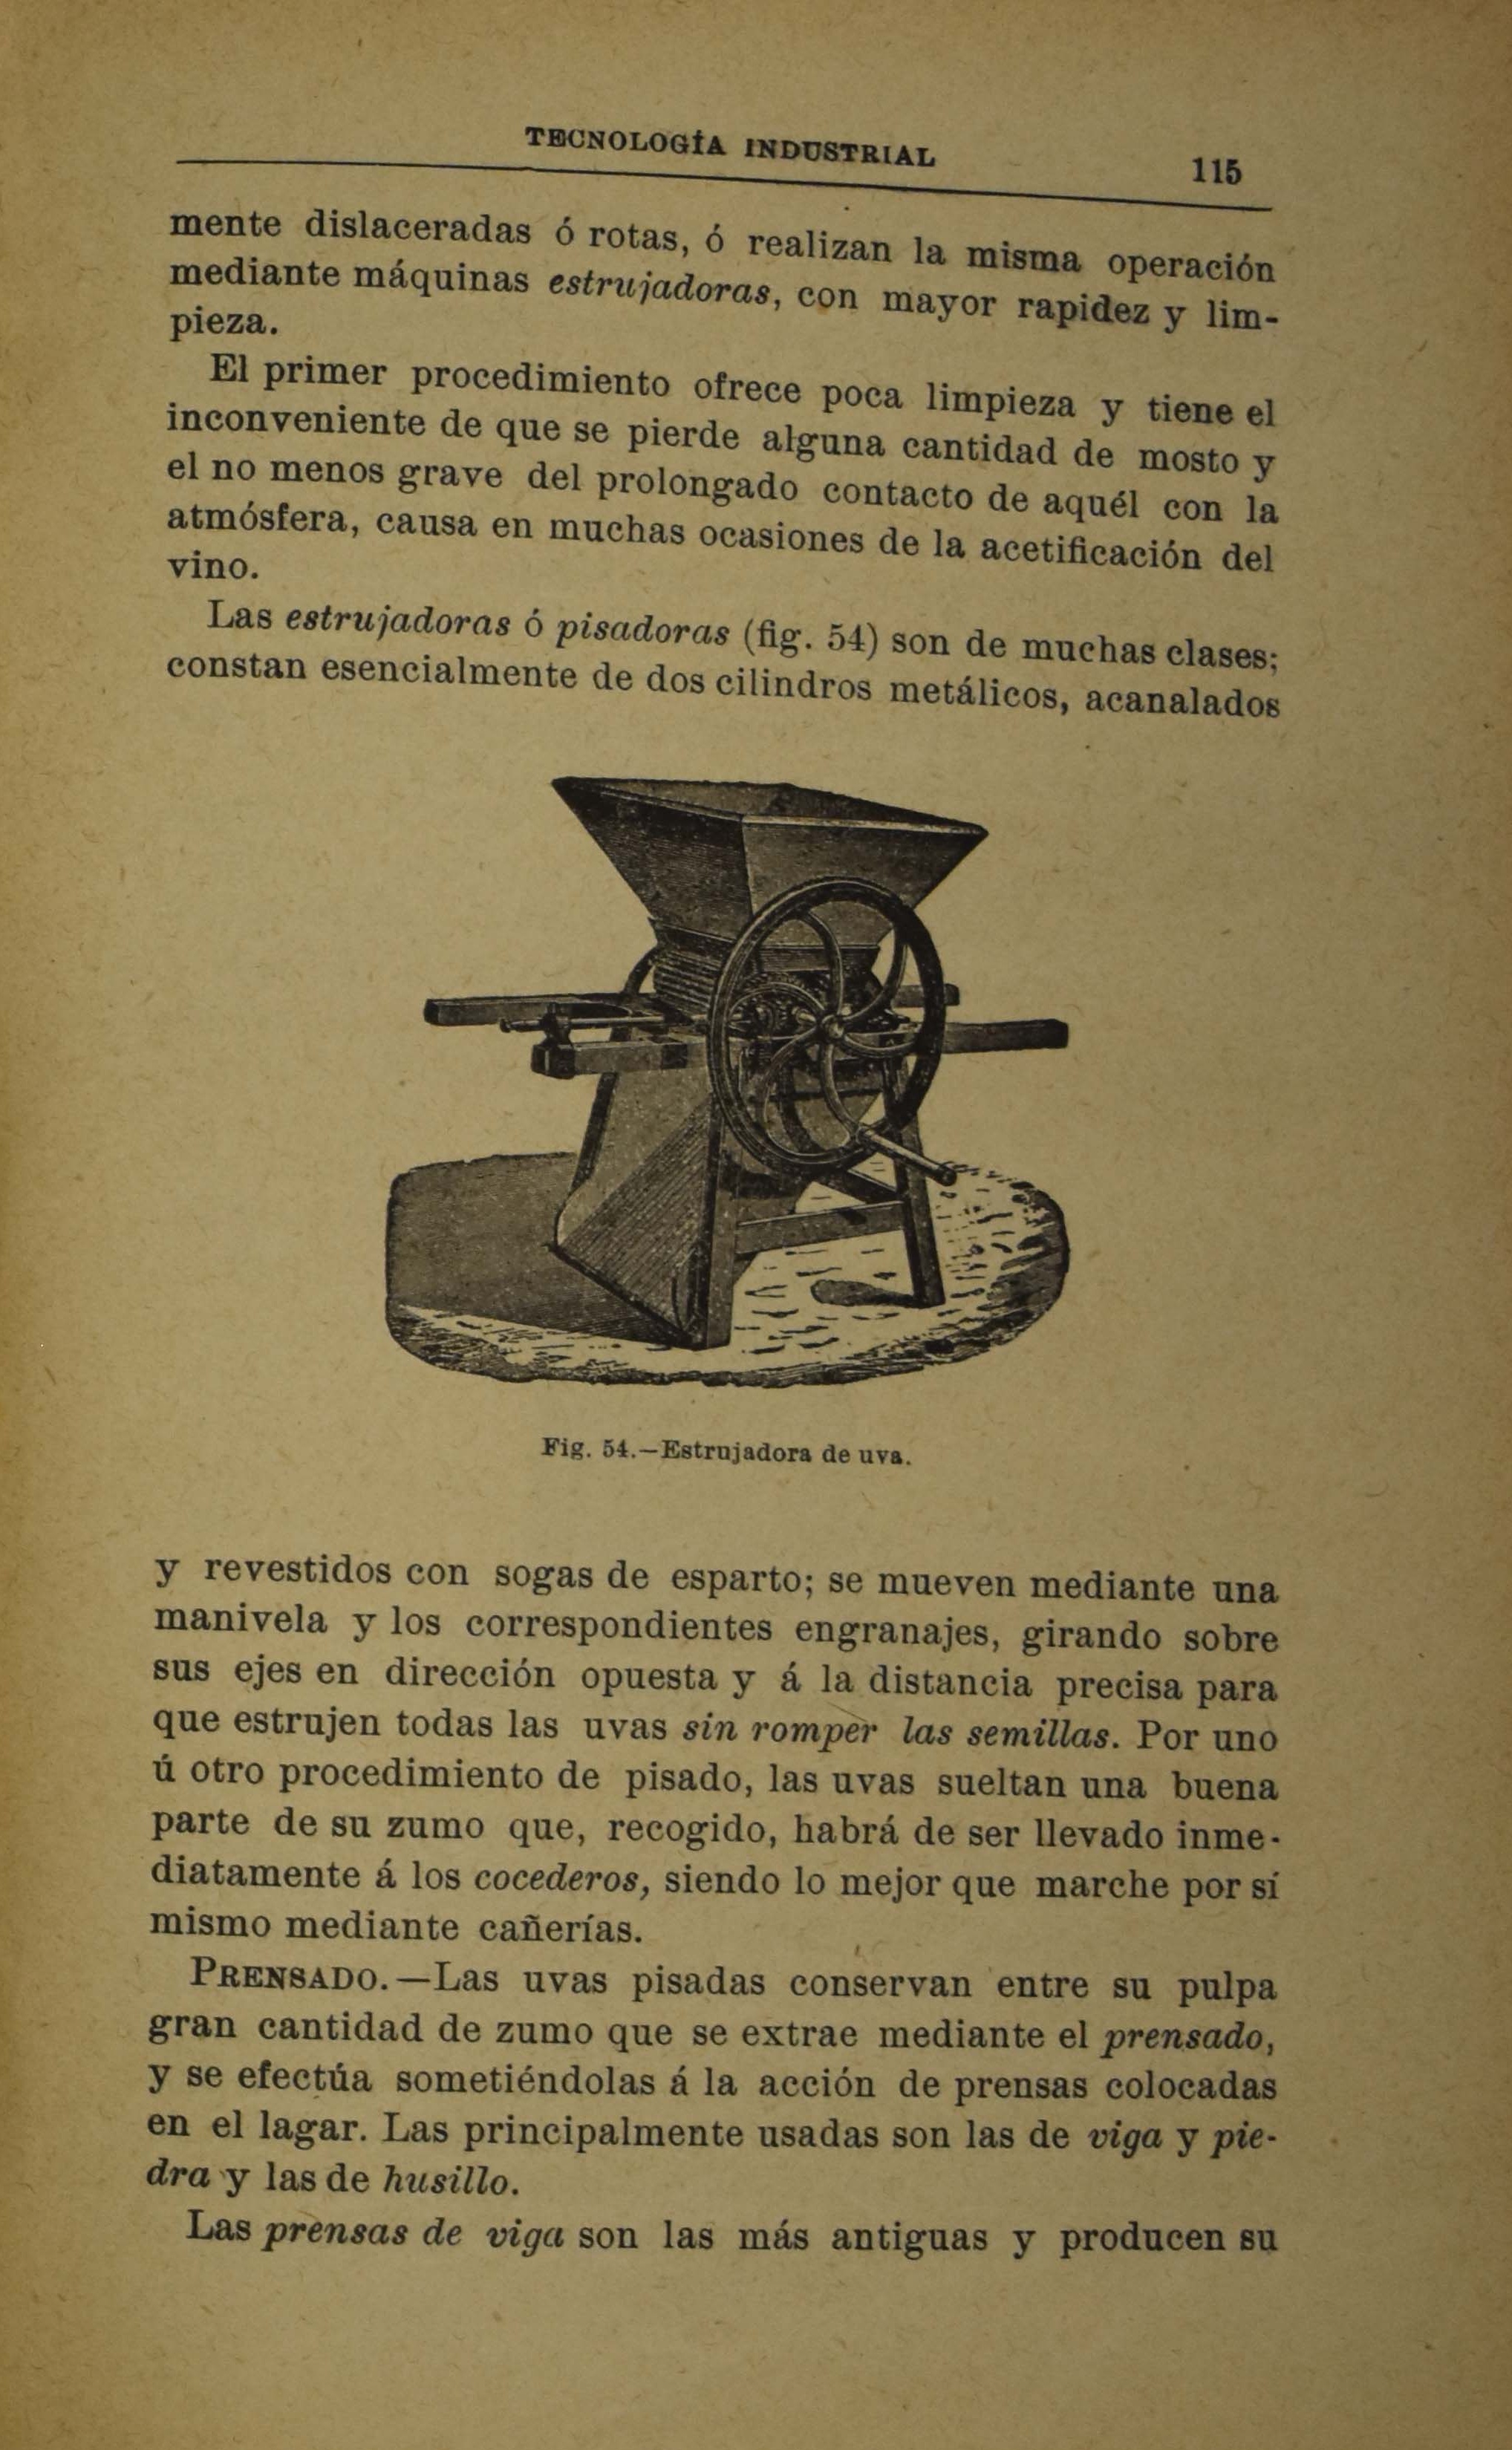 TECNOLOGÍA INDUSTRIAL
115
mente dislaceradas ó rotas, ó realizan la misma operación
mediante máquinas estrujadoras, con mayor rapidez y lim-
pieza.
El primer procedimiento ofrece poca limpieza y tiene el
inconveniente de que se pierde alguna cantidad de mosto y
el no menos grave del prolongado contacto de aquél con la
atmósfera, causa en muchas ocasiones de la acetificación del
vino.
Las estrujadoras ó pisadoras (fig. 54) son de muchas clases;
constan esencialmente de dos cilindros metálicos, acanalados
Fig. 54.—Estrujadora de uva.
y revestidos con sogas de esparto; se mueven mediante una
manivela y los correspondientes engranajes, girando sobre
sus ejes en dirección opuesta y á la distancia precisa para
que estrujen todas las uvas sin romper las semillas. Por uno
ú otro procedimiento de pisado, las uvas sueltan una buena
parte de su zumo que, recogido, habrá de ser llevado inme-
diatamente á los cocederos, siendo lo mejor que marche por sí
mismo mediante cañerías.
PRENSADO.—Las uvas pisadas conservan entre su pulpa
gran cantidad de zumo que se extrae mediante el prensado,
y se efectúa sometiéndolas á la acción de prensas colocadas
en el lagar. Las principalmente usadas son las de viga y pie-
dra y las de husillo.
Las prensas de viga son las más antiguas y producen su